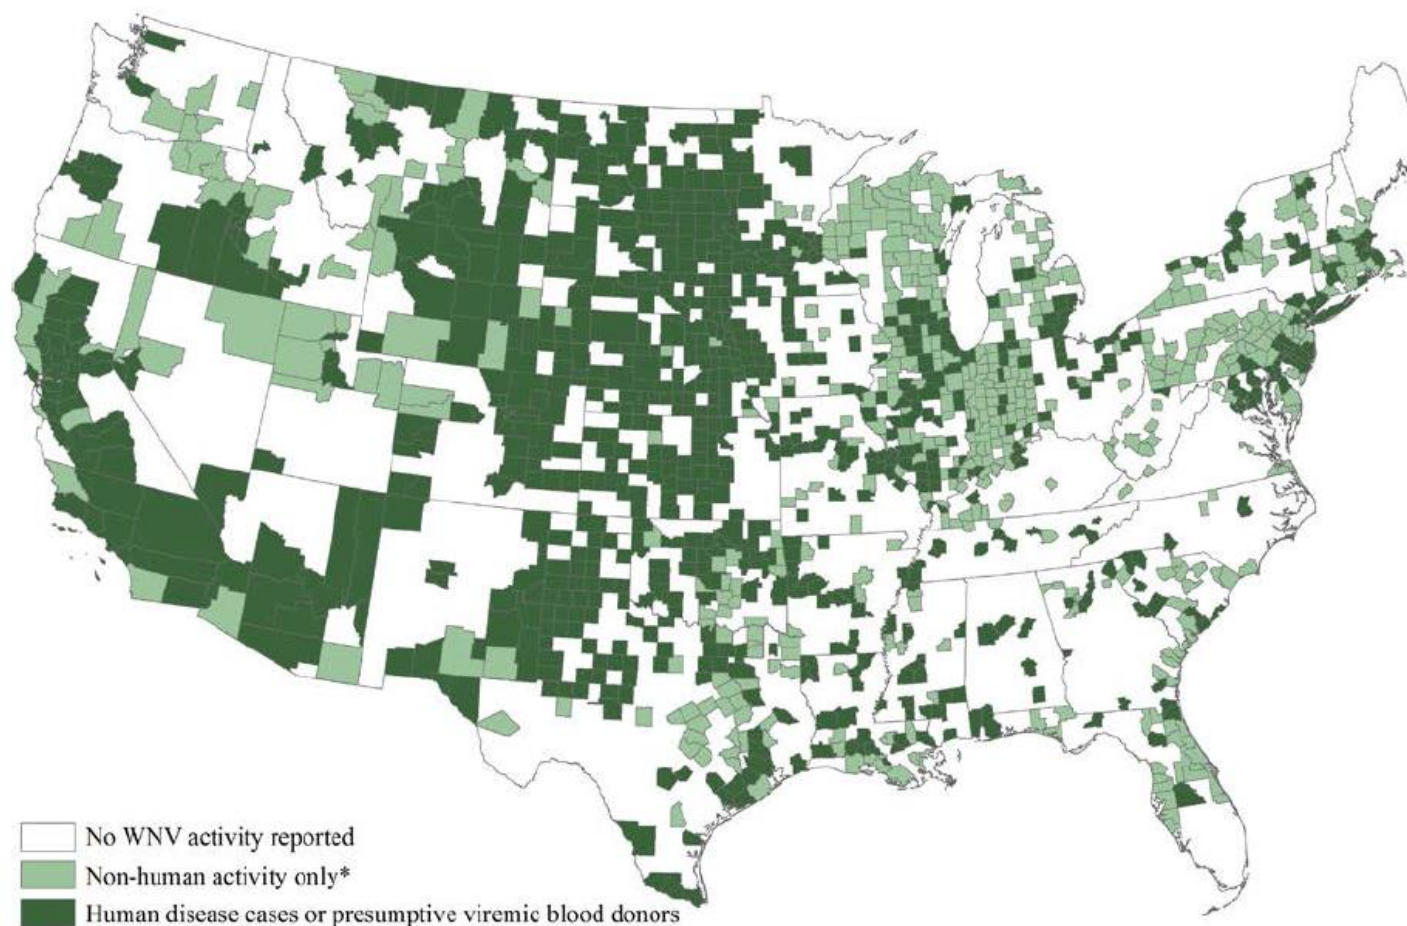 No WNV activity reported
Non-human activity only*
Human disease cases or presumptive viremic blood donors